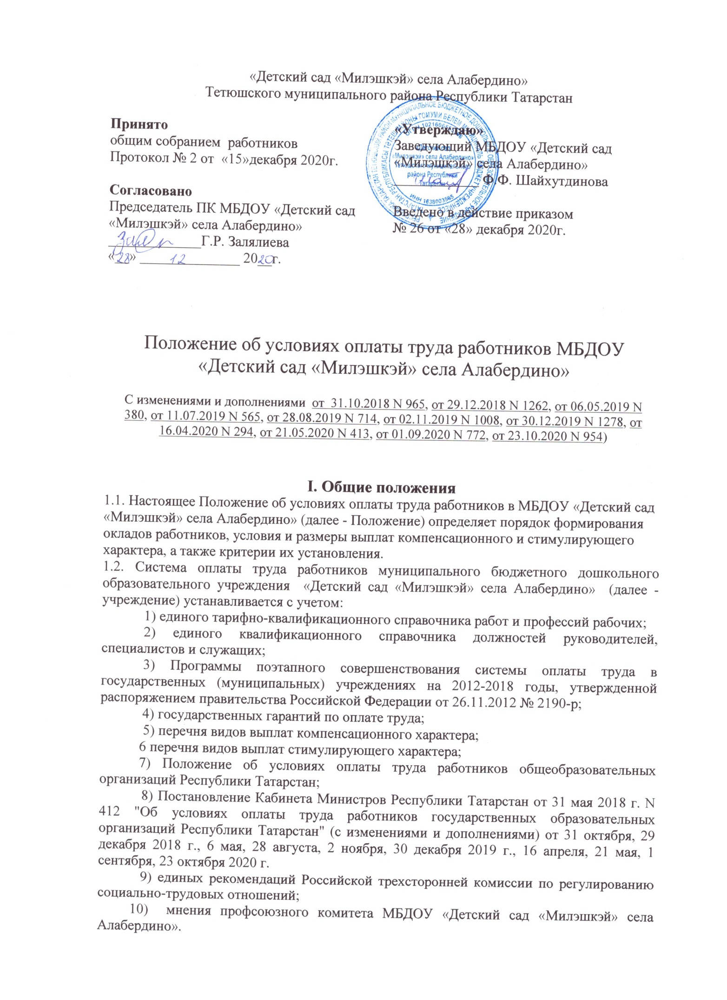 «Детский сад «Милэшкэй» села Алабердино»
Тетюшского муниципального района Республики Татарстан
Принято
общим собранием работников
Протокол № 2 от «15»декабря 2020г.
Согласовано
Председатель ПК МБДОУ «Детский сад
«Милэшкэй» села Алабердино»
______________Г.Р. Залялиева
«28» 12 2020г.
«Утверждаю»
Заведующий МБДОУ «Детский сад
«Милэшкэй» села Алабердино»
_____________ Ф.Ф. Шайхутдинова
Введено в действие приказом
№ 26 от «28» декабря 2020г.
«Детский сад
«Милэшкэй» села Алабердино»
Тетюшского муниципального
района Республики
Татарстан
ИНН 1638003565
Положение об условиях оплаты труда работников МБДОУ
«Детский сад «Милэшкэй» села Алабердино»
С изменениями и дополнениями от 31.10.2018 N 965, от 29.12.2018 N 1262, от 06.05.2019 N
380, от 11.07.2019 N 565, от 28.08.2019 N 714, от 02.11.2019 N 1008, от 30.12.2019 N 1278, от
16.04.2020 N 294, от 21.05.2020 N 413, от 01.09.2020 N 772, от 23.10.2020 N 954)
I. Общие положения
1.1. Настоящее Положение об условиях оплаты труда работников в МБДОУ «Детский сад
«Милэшкэй» села Алабердино» (далее - Положение) определяет порядок формирования
окладов работников, условия и размеры выплат компенсационного и стимулирующего
характера, а также критерии их установления.
1.2. Система оплаты труда работников муниципального бюджетного дошкольного
образовательного учреждения «Детский сад «Милэшкэй» села Алабердино» (далее -
учреждение) устанавливается с учетом:
1) единого тарифно-квалификационного справочника работ и профессий рабочих;
2) единого квалификационного справочника должностей руководителей,
специалистов и служащих;
3) Программы поэтапного совершенствования системы оплаты труда в
государственных (муниципальных) учреждениях на 2012-2018 годы, утвержденной
распоряжением правительства Российской Федерации от 26.11.2012 № 2190-р;
4) государственных гарантий по оплате труда;
5) перечня видов выплат компенсационного характера;
6 перечня видов выплат стимулирующего характера;
7) Положение об условиях оплаты труда работников общеобразовательных
организаций Республики Татарстан;
8) Постановление Кабинета Министров Республики Татарстан от 31 мая 2018 г. N
412 "Об условиях оплаты труда работников государственных образовательных
организаций Республики Татарстан" (с изменениями и дополнениями) от 31 октября, 29
декабря 2018 г., 6 мая, 28 августа, 2 ноября, 30 декабря 2019 г., 16 апреля, 21 мая, 1
сентября, 23 октября 2020 г.
9) единых рекомендаций Российской трехсторонней комиссии по регулированию
социально-трудовых отношений;
10) мнения профсоюзного комитета МБДОУ «Детский сад «Милэшкэй» села
Алабердино».